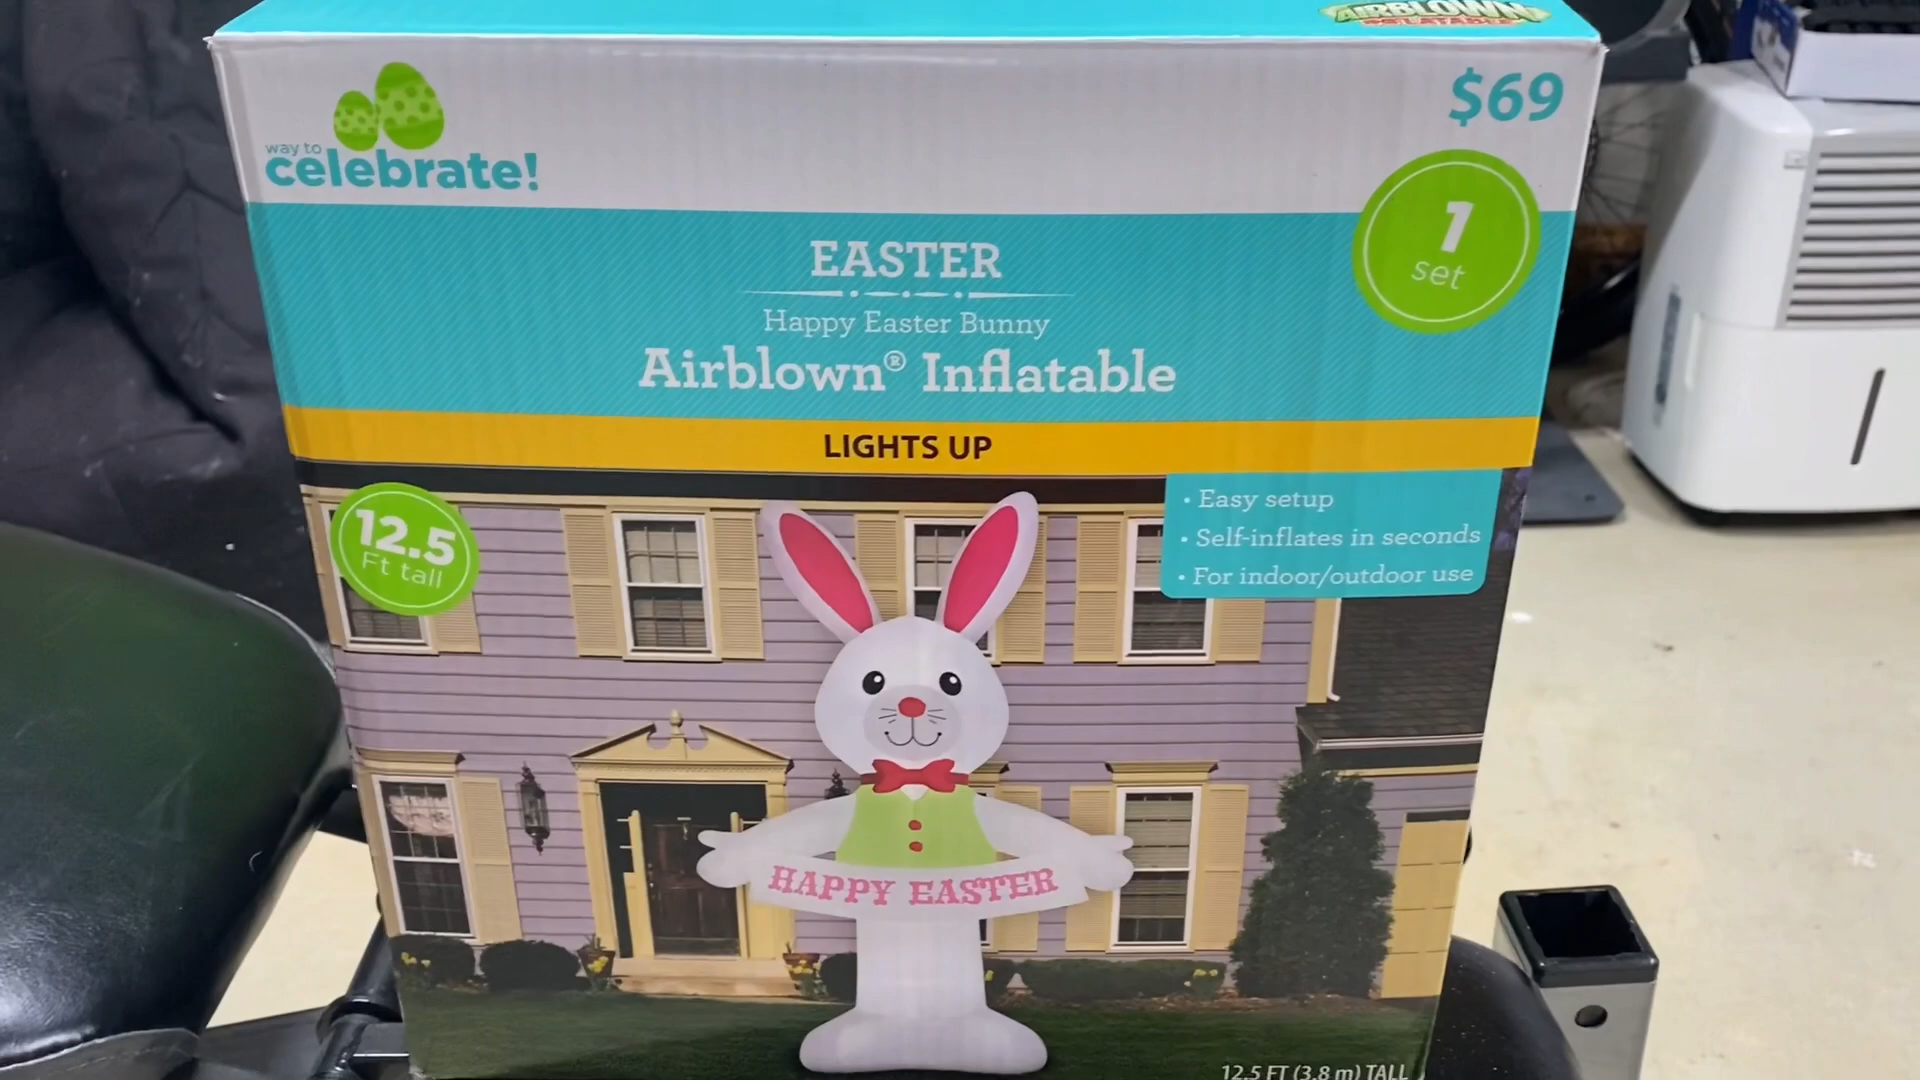 AIRBLOWN
INFLATABLE
$69
way to
celebrate!
1
set
EASTER
Happy Easter Bunny
Airblown® Inflatable
LIGHTS UP
12.5
Ft tall
• Easy setup
• Self-inflates in seconds
• For indoor/outdoor use
HAPPY EASTER
12.5 FT (3.8 m) TALL